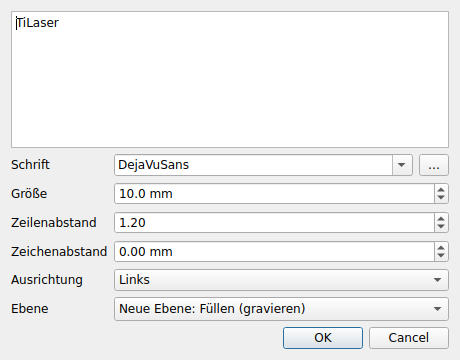 TiLaser
Schrift DejaVuSans ...
Größe 10.0 mm
Zeilenabstand 1.20
Zeichenabstand 0.00 mm
Ausrichtung Links
Ebene Neue Ebene: Füllen (gravieren)
OK Cancel